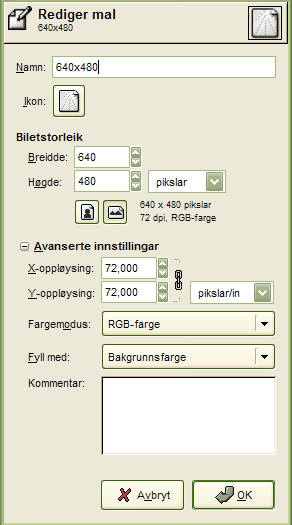 Rediger mal
640x480
Namn: 640x480
Ikon:
Biletstorleik
Breidde: 640
Høgde: 480 pikslar
640 x 480 pikslar
72 dpi, RGB-farge
Avanserte innstillingar
X-oppløysing: 72,000
Y-oppløysing: 72,000 pikslar/in
Fargemodus: RGB-farge
Fyll med: Bakgrunnsfarge
Kommentar:
Avbryt OK